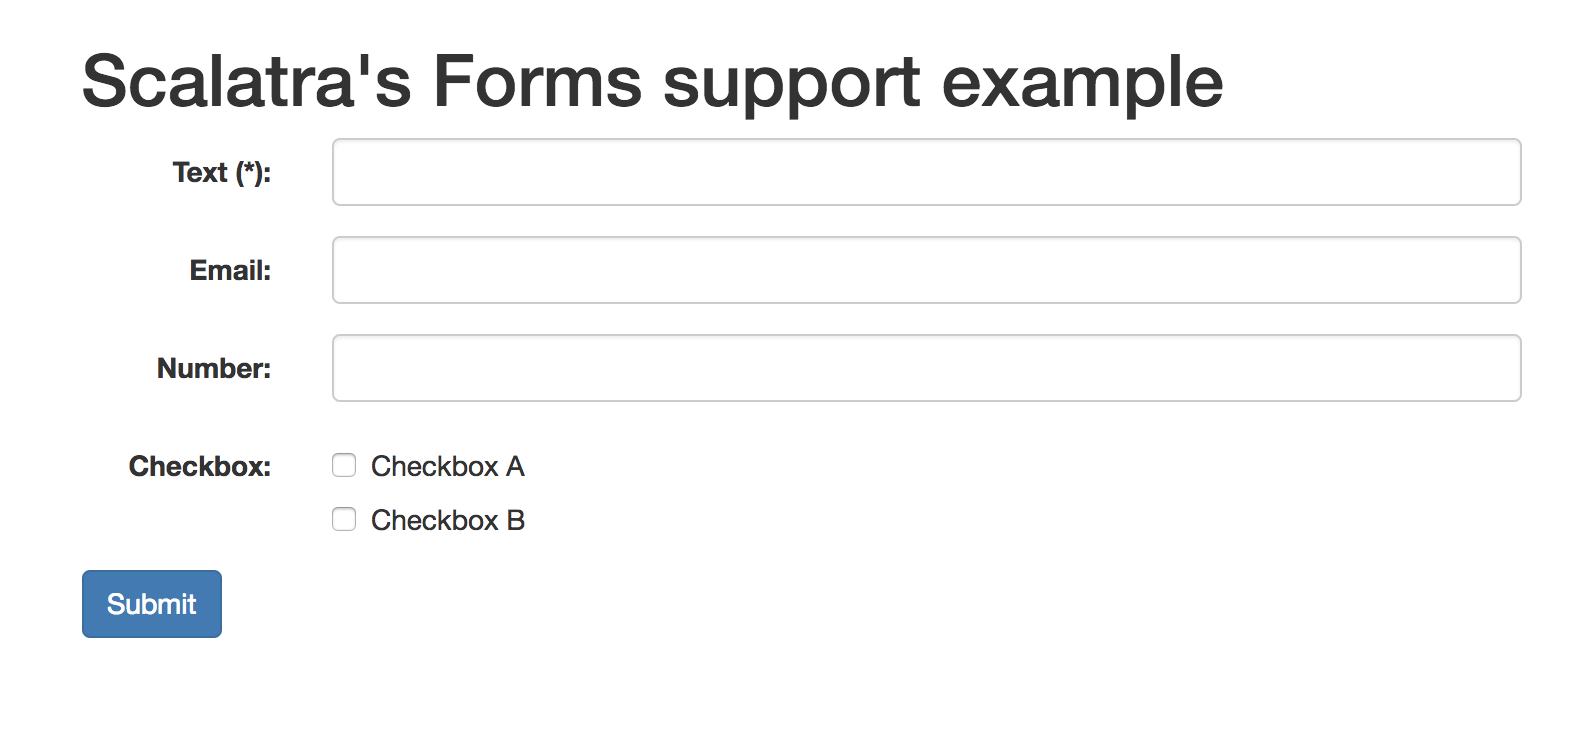 Scalatra's Forms support example
Text (*):
Email:
Number:
Checkbox: Checkbox A
Checkbox B
Submit